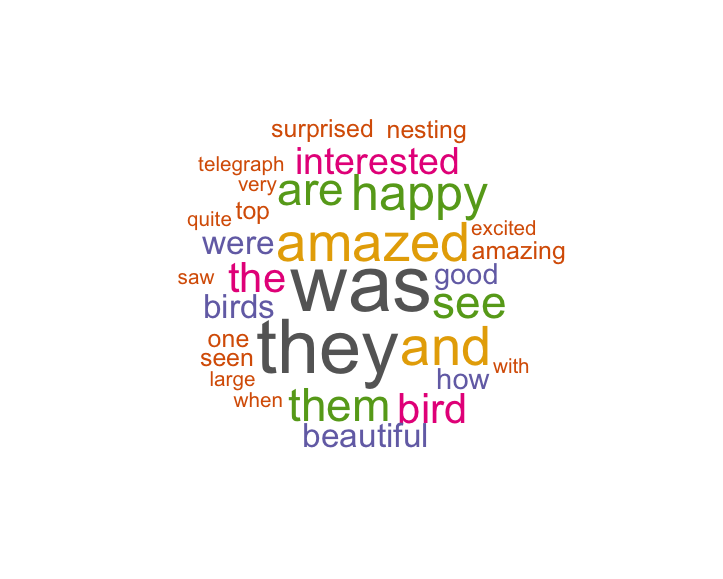 surprised nesting
telegraph interested
very are happy
quite top
were amazed excited
amazing
saw the was good
birds see
one they and
seen with
large how
when them bird
beautiful